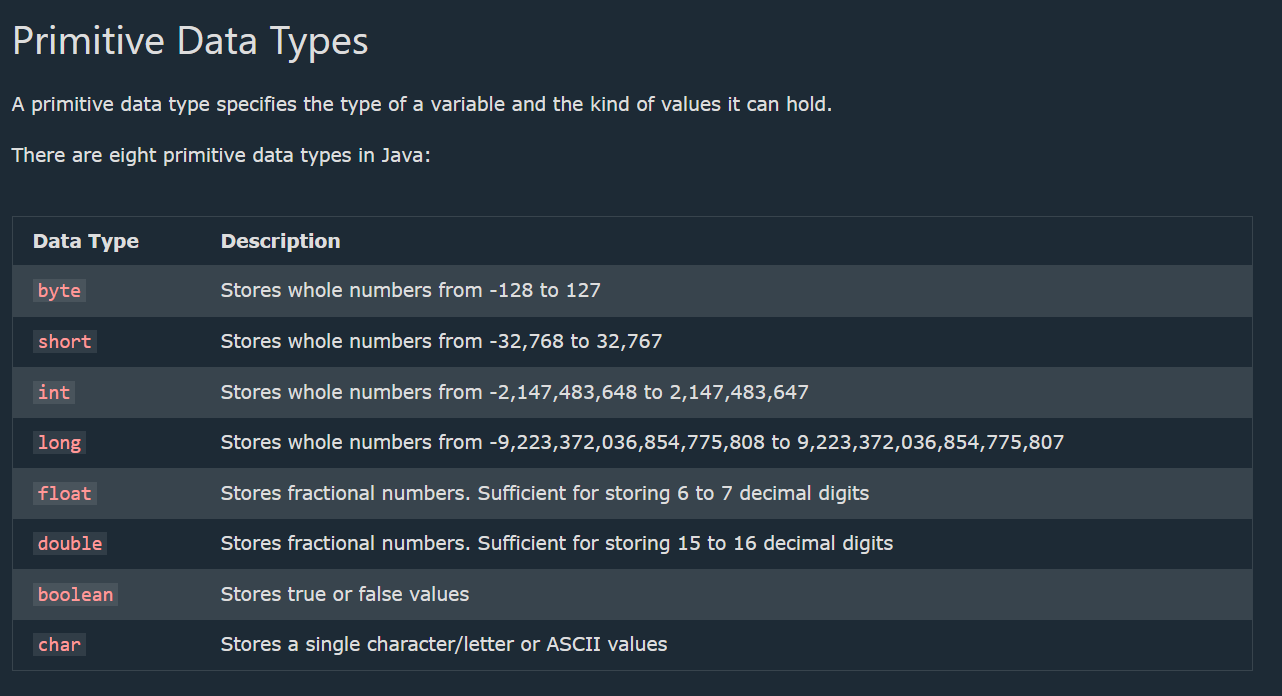 Primitive Data Types
A primitive data type specifies the type of a variable and the kind of values it can hold.
There are eight primitive data types in Java:
Data Type Description
byte Stores whole numbers from -128 to 127
short Stores whole numbers from -32,768 to 32,767
int Stores whole numbers from -2,147,483,648 to 2,147,483,647
long Stores whole numbers from -9,223,372,036,854,775,808 to 9,223,372,036,854,775,807
float Stores fractional numbers. Sufficient for storing 6 to 7 decimal digits
double Stores fractional numbers. Sufficient for storing 15 to 16 decimal digits
boolean Stores true or false values
char Stores a single character/letter or ASCII values